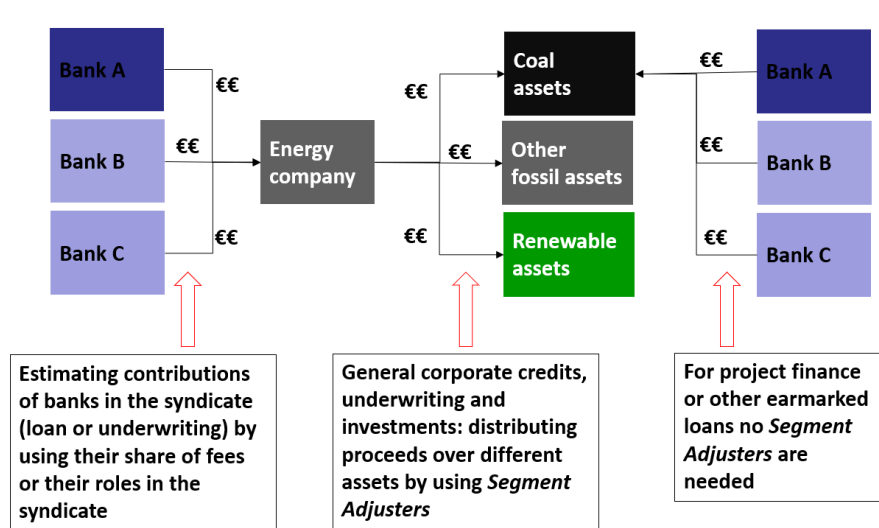 Bank A
€€
Bank B
€€
Bank C
€€
Energy
company
€€
€€
€€
Coal
assets
Other
fossil assets
Renewable
assets
€€
€€
€€
Bank A
Bank B
Bank C
Estimating contributions
of banks in the syndicate
(loan or underwriting) by
using their share of fees
or their roles in the
syndicate
General corporate credits,
underwriting and
investments: distributing
proceeds over different
assets by using Segment
Adjusters
For project finance
or other earmarked
loans no Segment
Adjusters are
needed